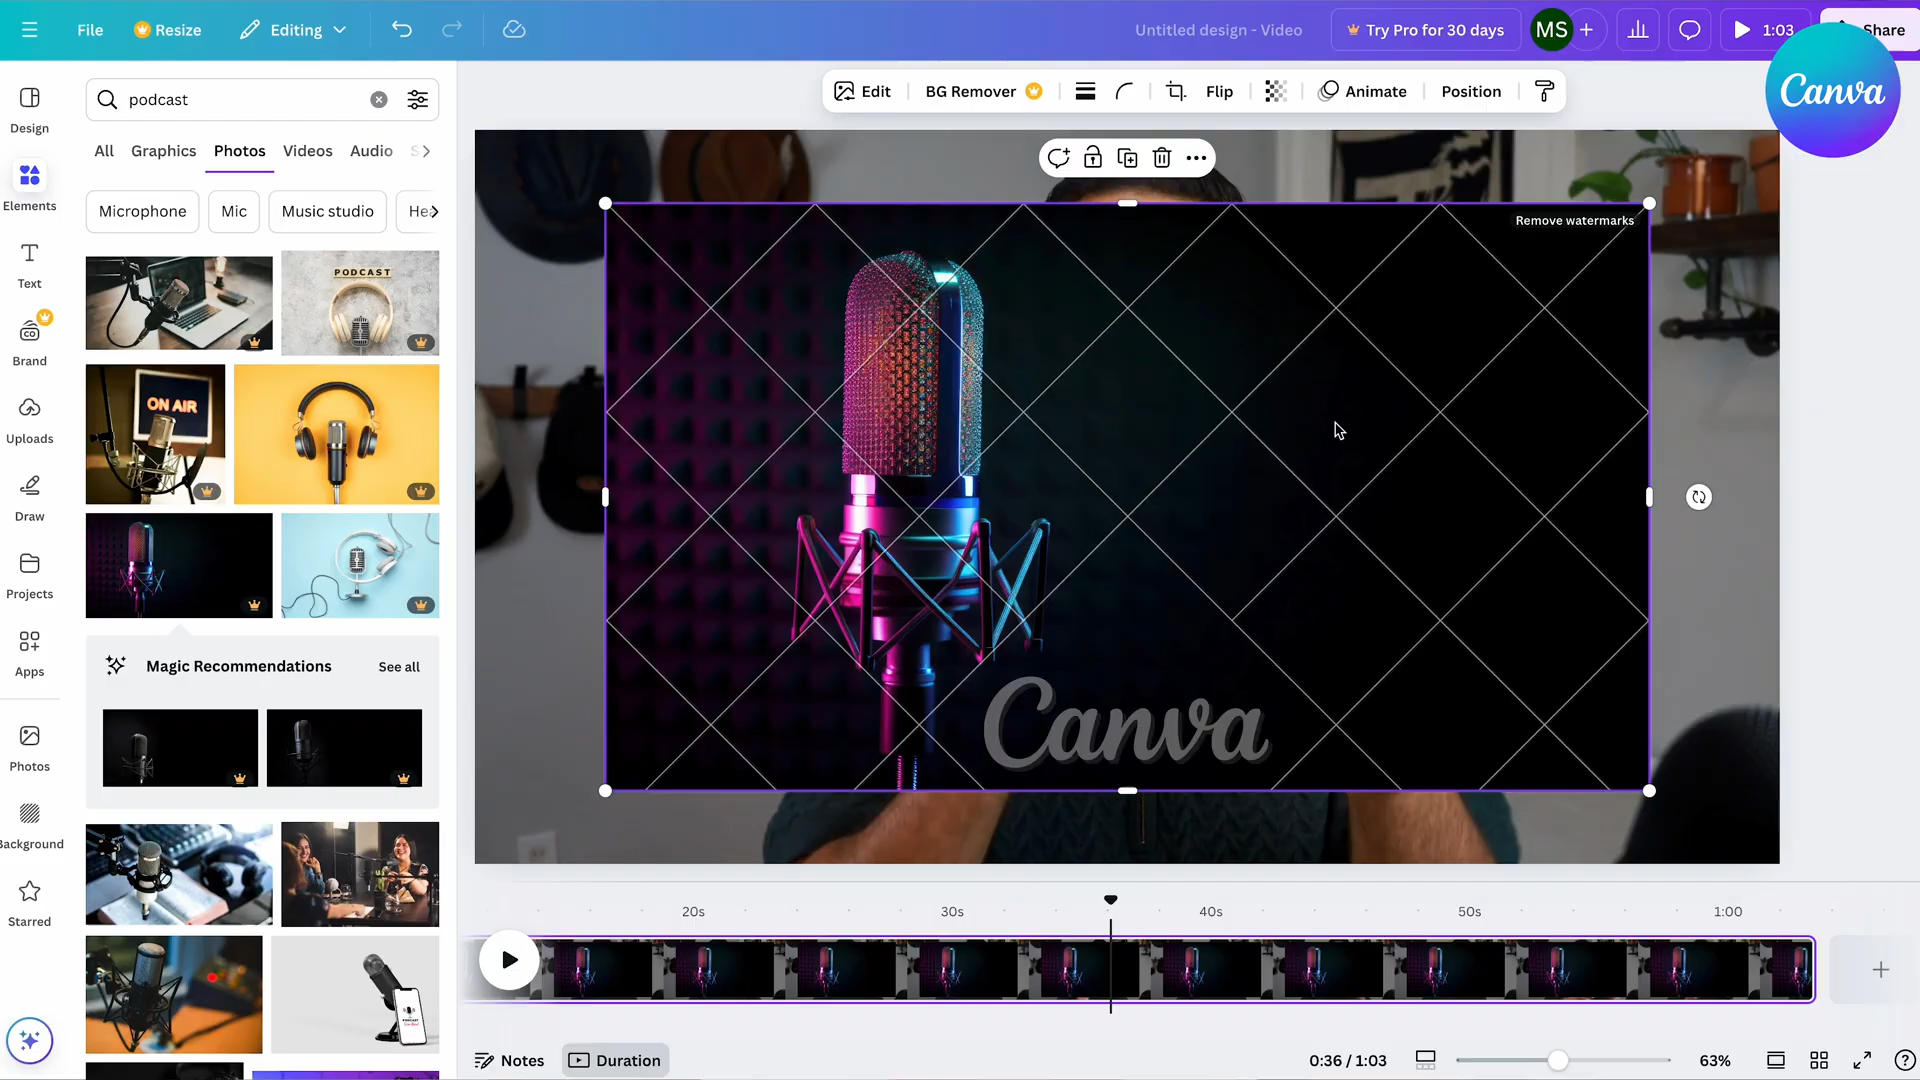 File
Resize
Editing
Untitled design - Video
Try Pro for 30 days
MS
1:03
Share
Canva
podcast
Edit
BG Remover
Flip
Animate
Position
Design
Elements
Text
Brand
Uploads
Draw
Projects
Apps
Photos
Background
Starred
All
Graphics
Photos
Videos
Audio
Microphone
Mic
Music studio
PODCAST
ON AIR
Magic Recommendations
See all
Remove watermarks
Canva
20s
30s
40s
50s
1:00
Notes
Duration
0:36 / 1:03
63%